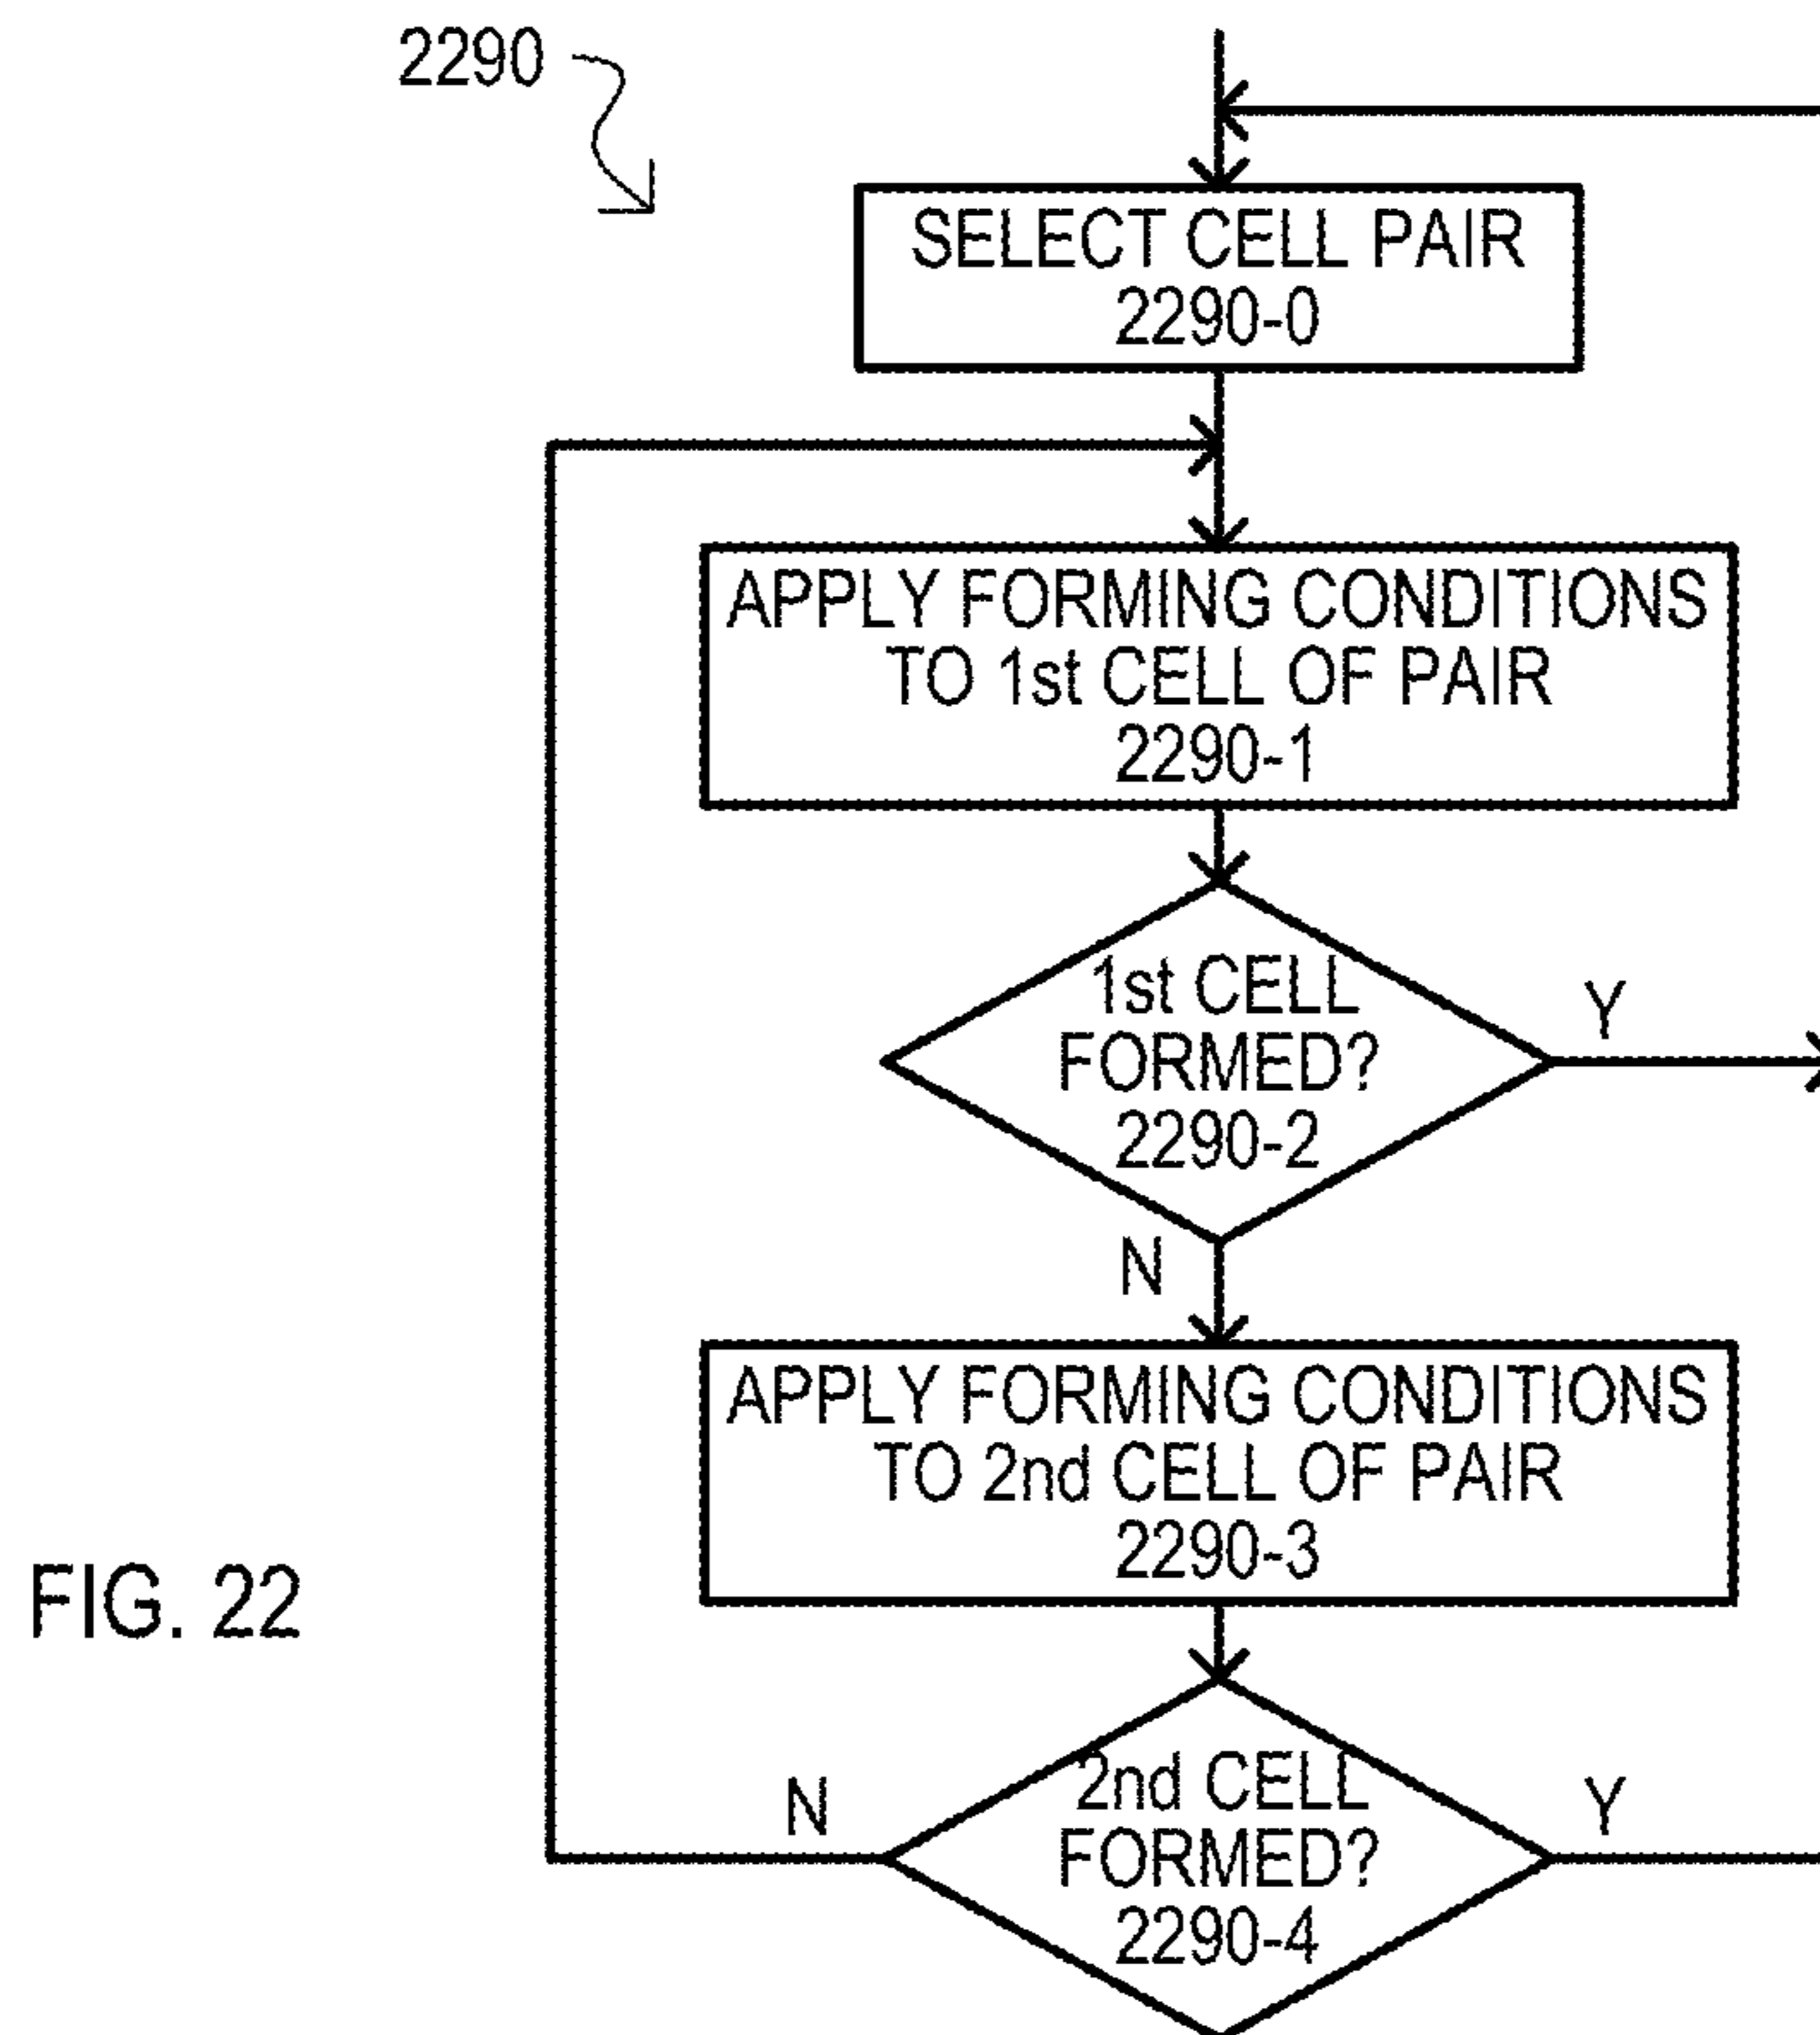 2290
SELECT CELL PAIR
2290-0
APPLY FORMING CONDITIONS
TO 1st CELL OF PAIR
2290-1
1st CELL
FORMED?
2290-2
Y
N
APPLY FORMING CONDITIONS
TO 2nd CELL OF PAIR
2290-3
FIG. 22
2nd CELL
FORMED?
2290-4
N
Y